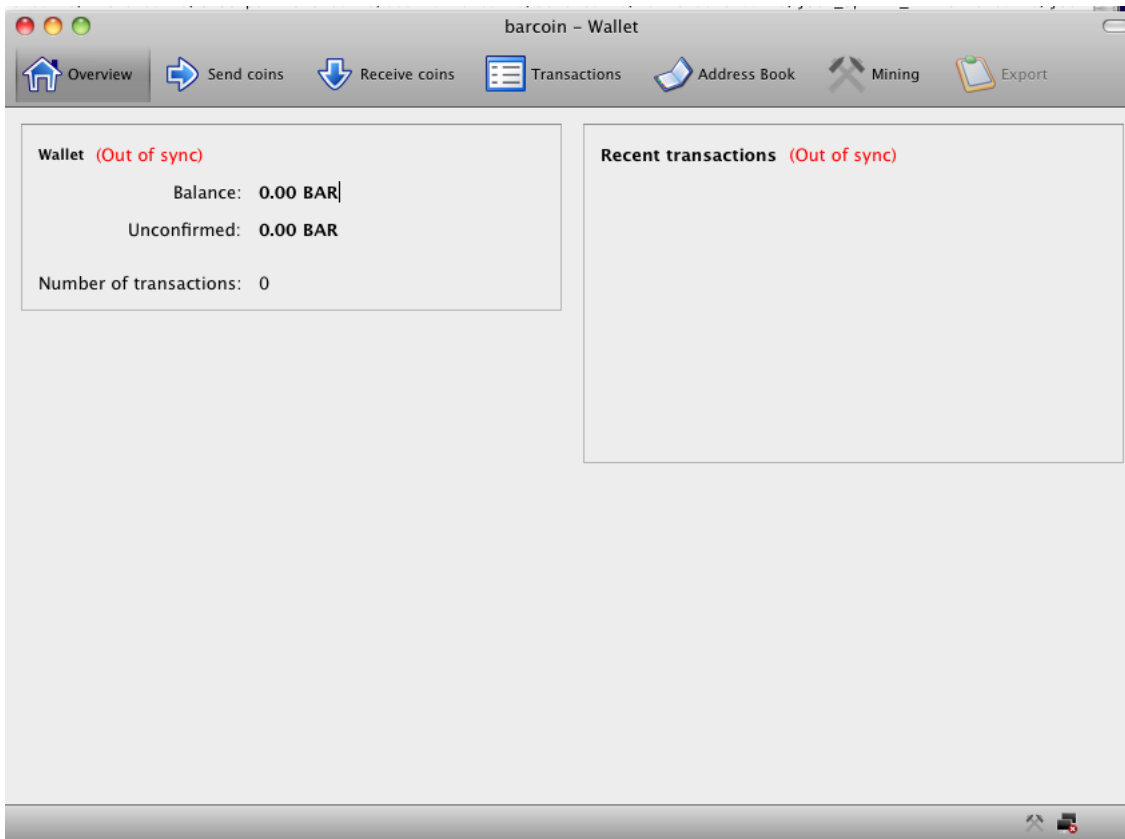 barcoin – Wallet
Overview Send coins Receive coins Transactions Address Book Mining Export
Wallet (Out of sync)
Balance: 0.00 BAR
Unconfirmed: 0.00 BAR
Number of transactions: 0
Recent transactions (Out of sync)